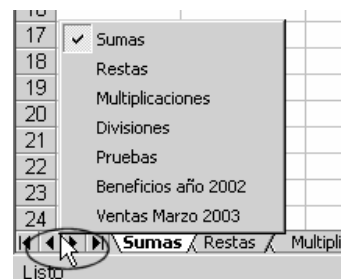 17
Sumas
18
Restas
19
Multiplicaciones
20
Divisiones
21
Pruebas
22
Beneficios año 2002
23
Ventas Marzo 2003
24
Sumas Restas Multipli
Listo